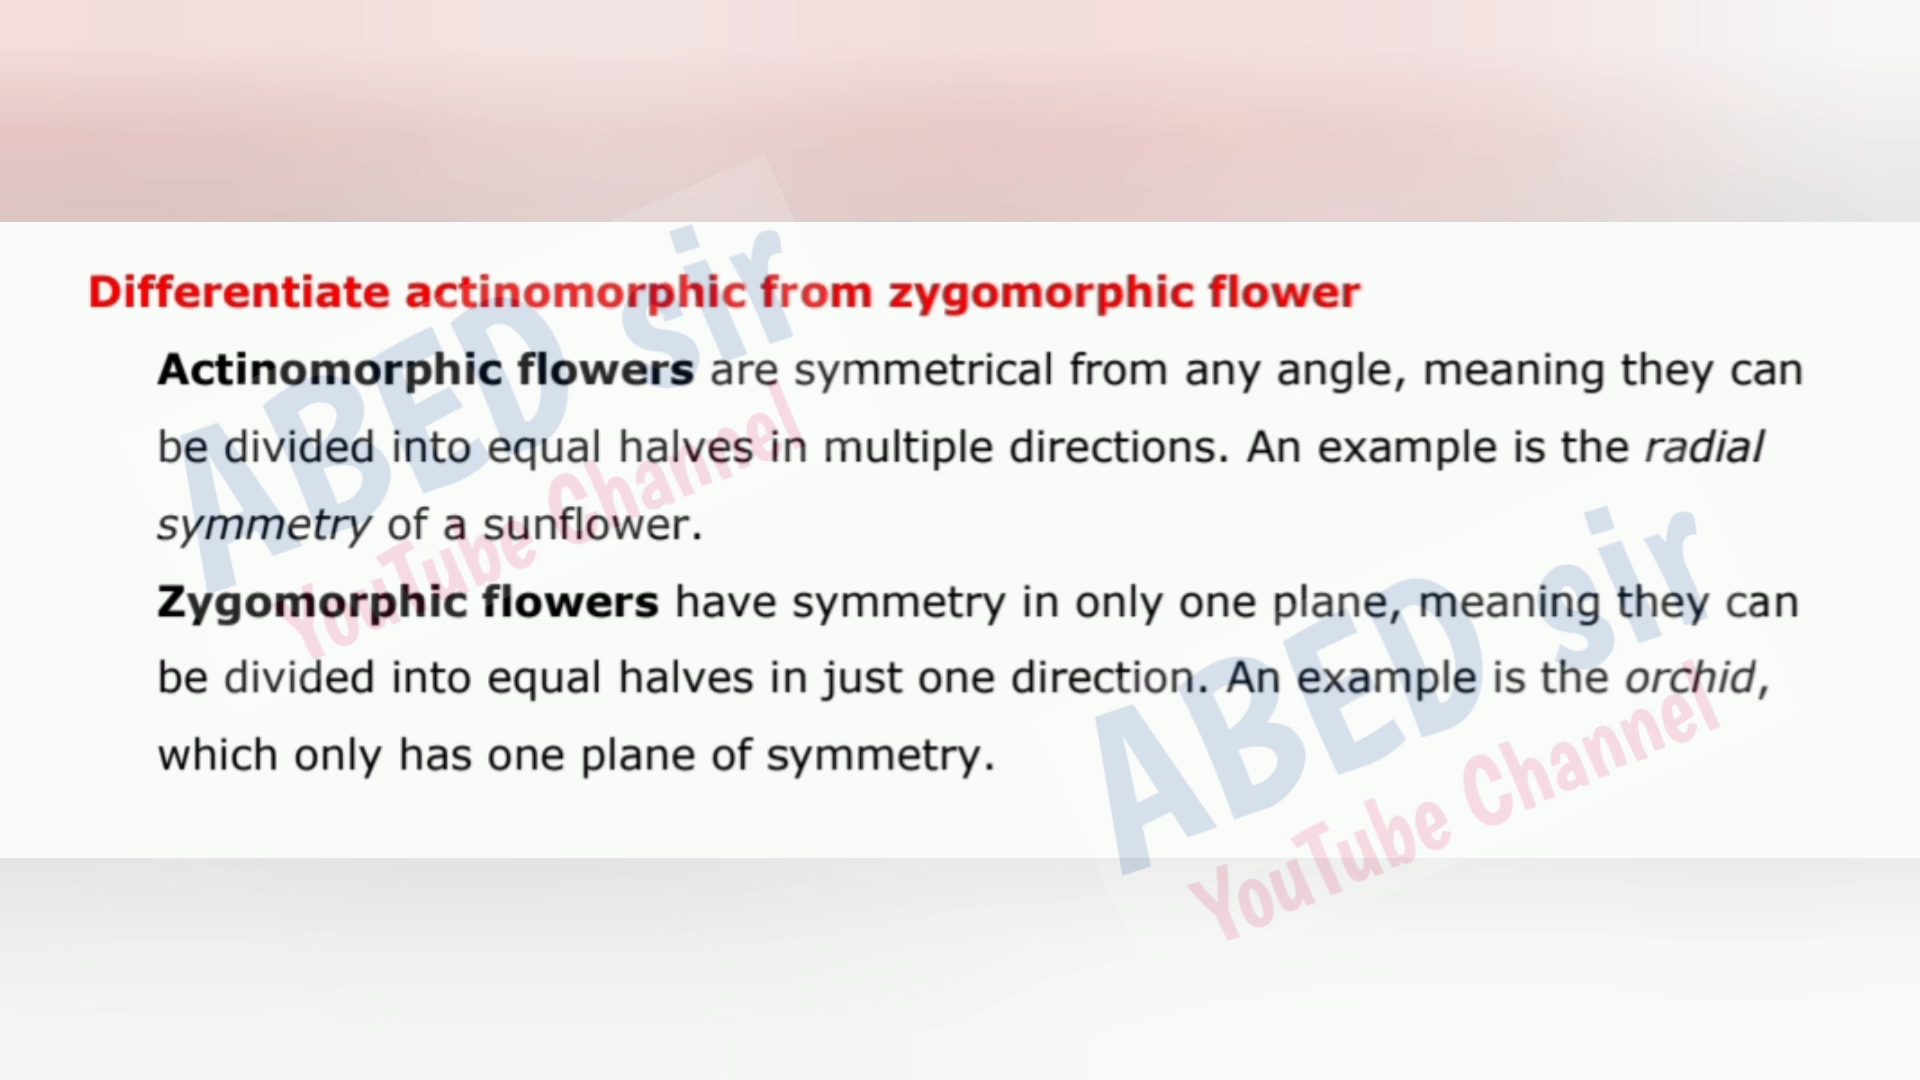 Differentiate actinomorphic from zygomorphic flower
Actinomorphic flowers are symmetrical from any angle, meaning they can
be divided into equal halves in multiple directions. An example is the radial
symmetry of a sunflower.
Zygomorphic flowers have symmetry in only one plane, meaning they can
be divided into equal halves in just one direction. An example is the orchid,
which only has one plane of symmetry.
ABED sir
YouTube Channel
ABED sir
YouTube Channel